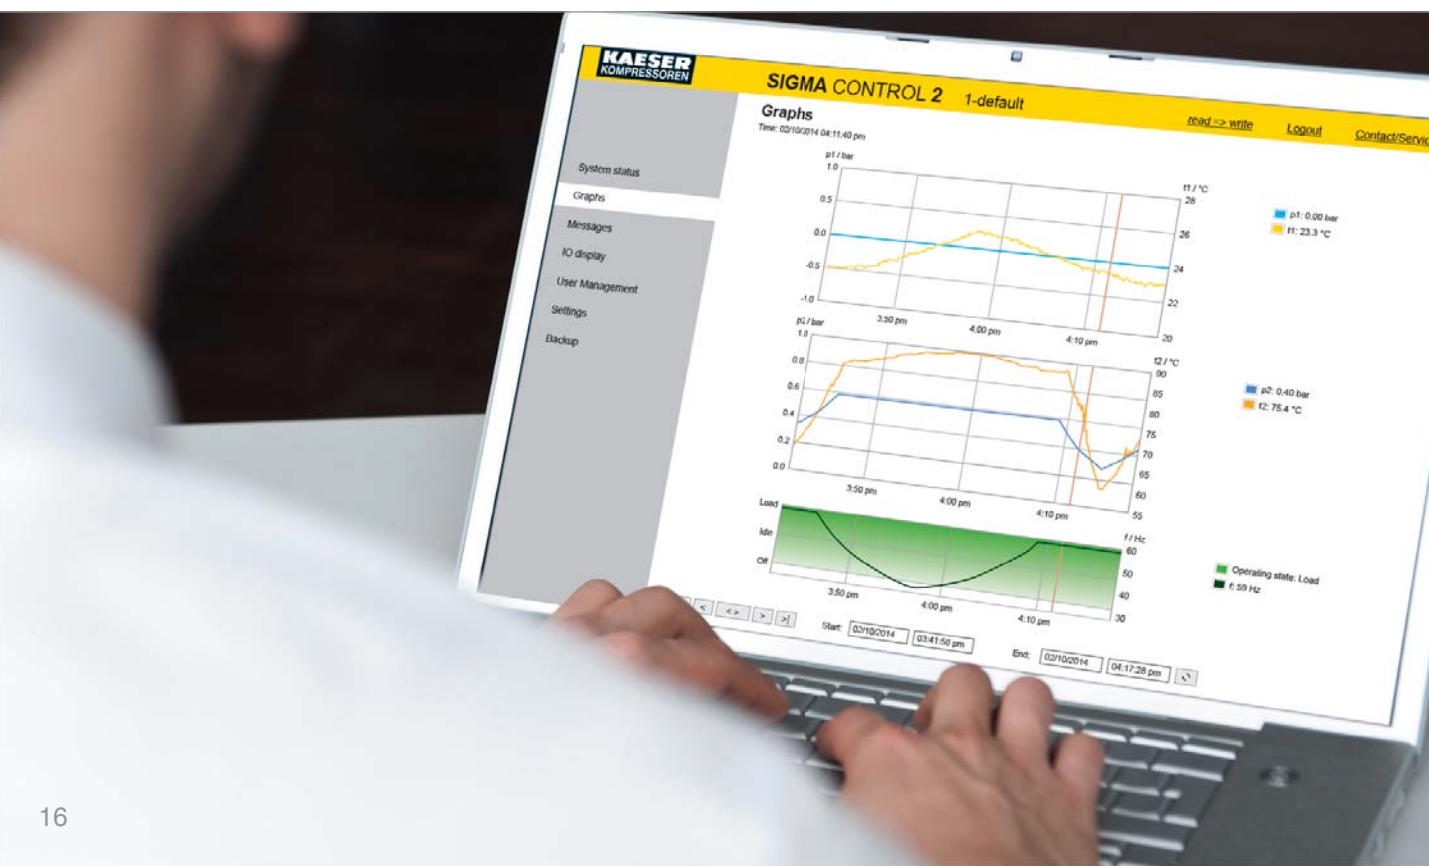 KAESER
KOMPRESSOREN
SIGMA CONTROL 2 1-default
read => write Logout Contact/Servic
Graphs
Time: 02/10/2014 04:11:40 pm
System status
Graphs
Messages
IO display
User Management
Settings
Backup
p1 / bar
1.0
0.5
0.0
-0.5
-1.0
t1 / °C
28
26
24
22
20
3:50 pm 4:00 pm 4:10 pm
p1: 0,00 bar
t1: 23.3 °C
1.0
0.8
0.6
0.4
0.2
0.0
t2 / °C
90
85
80
75
70
65
60
55
3:50 pm 4:00 pm 4:10 pm
p2: 0,40 bar
t2: 75.4 °C
Load
Idle
Off
f / Hz
60
50
40
30
3:50 pm 4:00 pm 4:10 pm
Operating state: Load
f: 59 Hz
< < > > >|
Start: 02/10/2014 03:41:50 pm End: 02/10/2014 04:17:28 pm
16